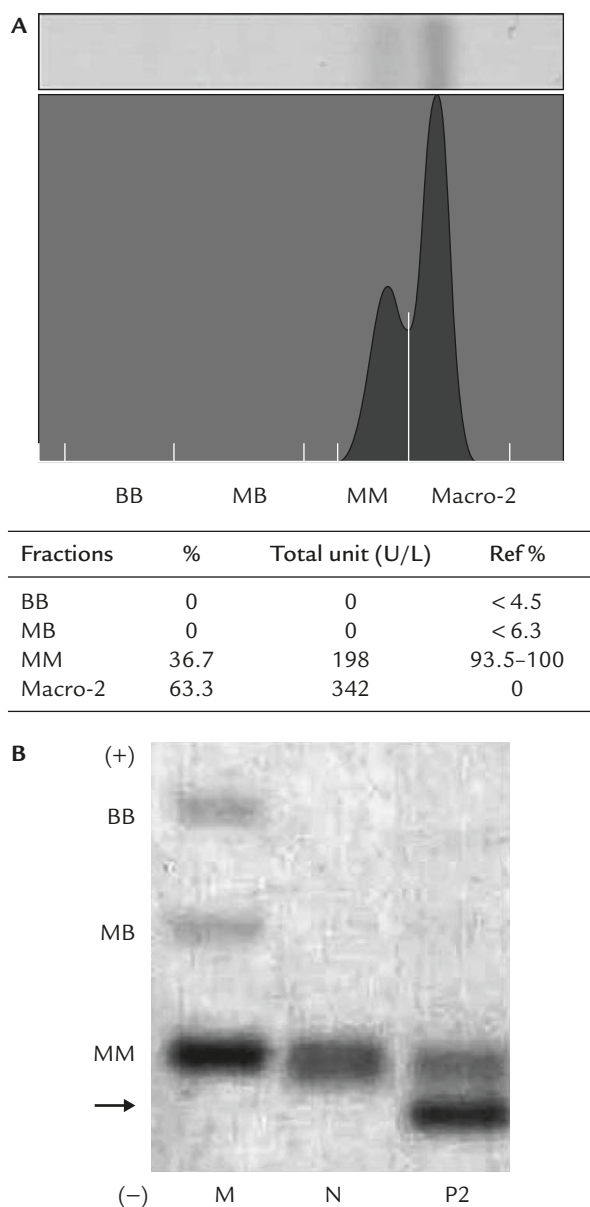 A
BB MB MM Macro-2
Fractions % Total unit (U/L) Ref %
BB 0 0 < 4.5
MB 0 0 < 6.3
MM 36.7 198 93.5–100
Macro-2 63.3 342 0
B (+)
BB
MB
MM
(−) M N P2